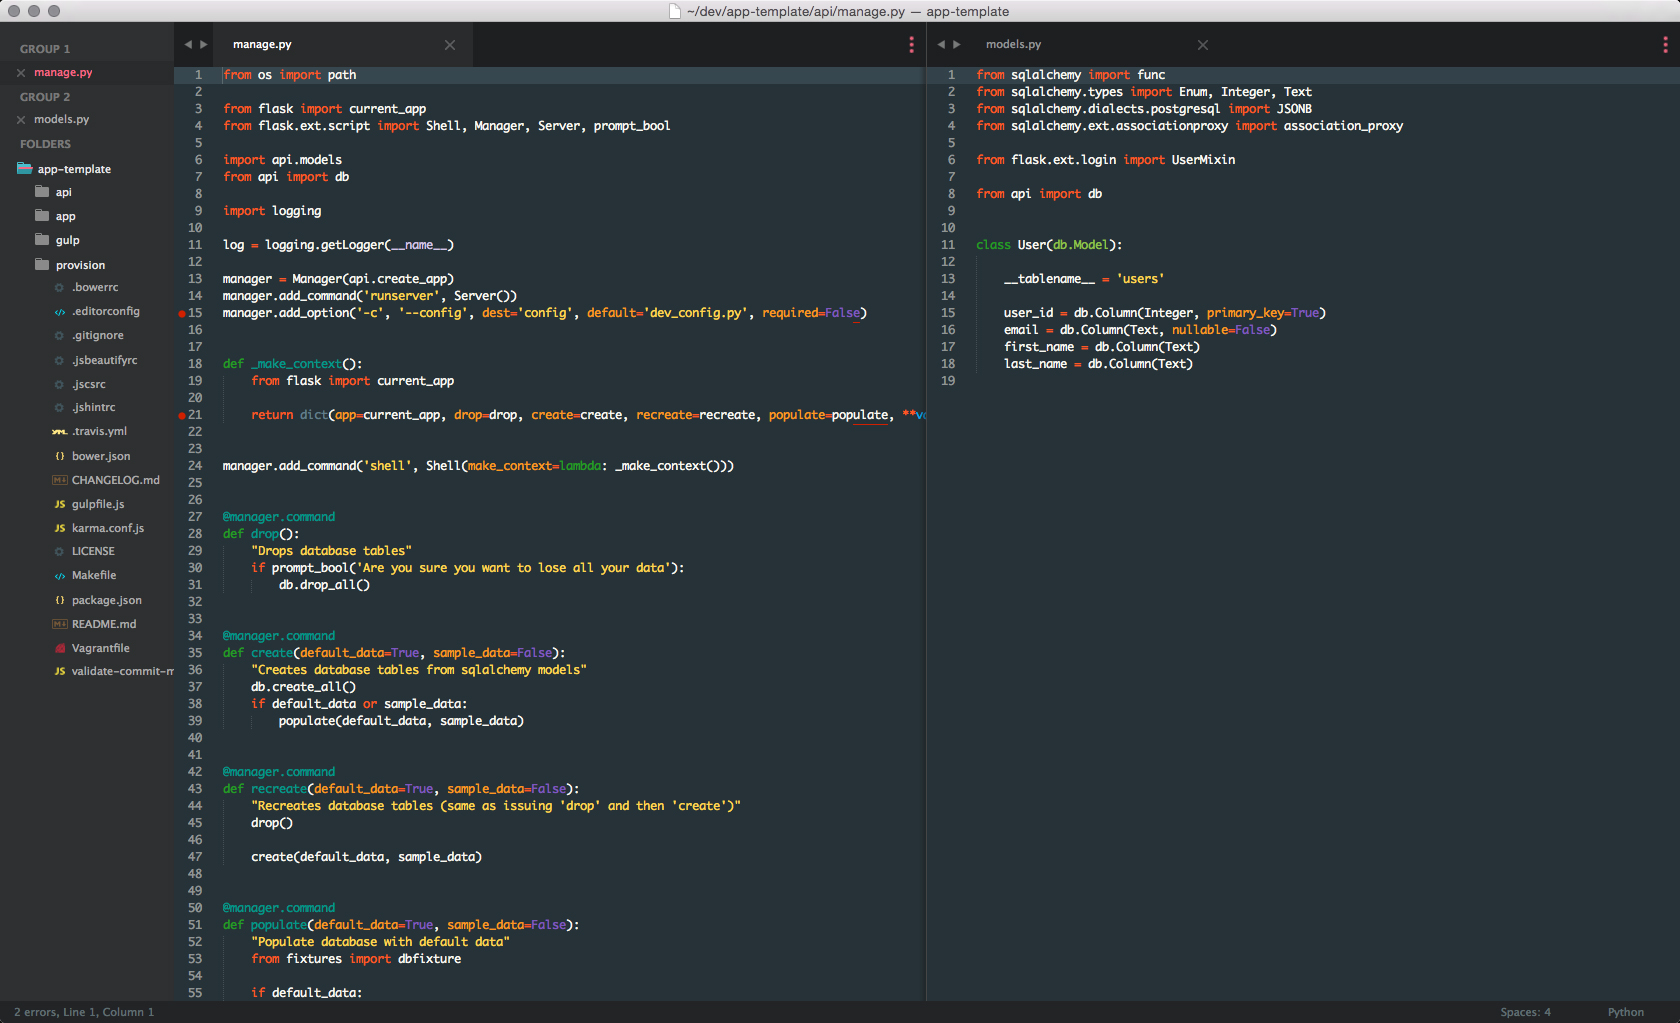 ~/dev/app-template/api/manage.py — app-template
GROUP 1
manage.py
GROUP 2
models.py
FOLDERS
app-template
api
app
gulp
provision
.bowerrc
.editorconfig
.gitignore
.jsbeautifyrc
.jscsrc
.jshintrc
.travis.yml
bower.json
CHANGELOG.md
JS gulpfile.js
JS karma.conf.js
LICENSE
Makefile
package.json
README.md
Vagrantfile
JS validate-commit-m
manage.py
1 from os import path
2
3 from flask import current_app
4 from flask.ext.script import Shell, Manager, Server, prompt_bool
5
6 import api.models
7 from api import db
8
9 import logging
10
11 log = logging.getLogger(__name__)
12
13 manager = Manager(api.create_app)
14 manager.add_command('runserver', Server())
15 manager.add_option('-c', '--config', dest='config', default='dev_config.py', required=False)
16
17
18 def _make_context():
19     from flask import current_app
20
21     return dict(app=current_app, drop=drop, create=create, recreate=recreate, populate=populate, **va
22
23
24 manager.add_command('shell', Shell(make_context=lambda: _make_context()))
25
26
27 @manager.command
28 def drop():
29     "Drops database tables"
30     if prompt_bool('Are you sure you want to lose all your data'):
31         db.drop_all()
32
33
34 @manager.command
35 def create(default_data=True, sample_data=False):
36     "Creates database tables from sqlalchemy models"
37     db.create_all()
38     if default_data or sample_data:
39         populate(default_data, sample_data)
40
41
42 @manager.command
43 def recreate(default_data=True, sample_data=False):
44     "Recreates database tables (same as issuing 'drop' and then 'create')"
45     drop()
46
47     create(default_data, sample_data)
48
49
50 @manager.command
51 def populate(default_data=True, sample_data=False):
52     "Populate database with default data"
53     from fixtures import dbfixture
54
55     if default_data:
models.py
1 from sqlalchemy import func
2 from sqlalchemy.types import Enum, Integer, Text
3 from sqlalchemy.dialects.postgresql import JSONB
4 from sqlalchemy.ext.associationproxy import association_proxy
5
6 from flask.ext.login import UserMixin
7
8 from api import db
9
10
11 class User(db.Model):
12
13     __tablename__ = 'users'
14
15     user_id = db.Column(Integer, primary_key=True)
16     email = db.Column(Text, nullable=False)
17     first_name = db.Column(Text)
18     last_name = db.Column(Text)
19
2 errors, Line 1, Column 1
Spaces: 4
Python